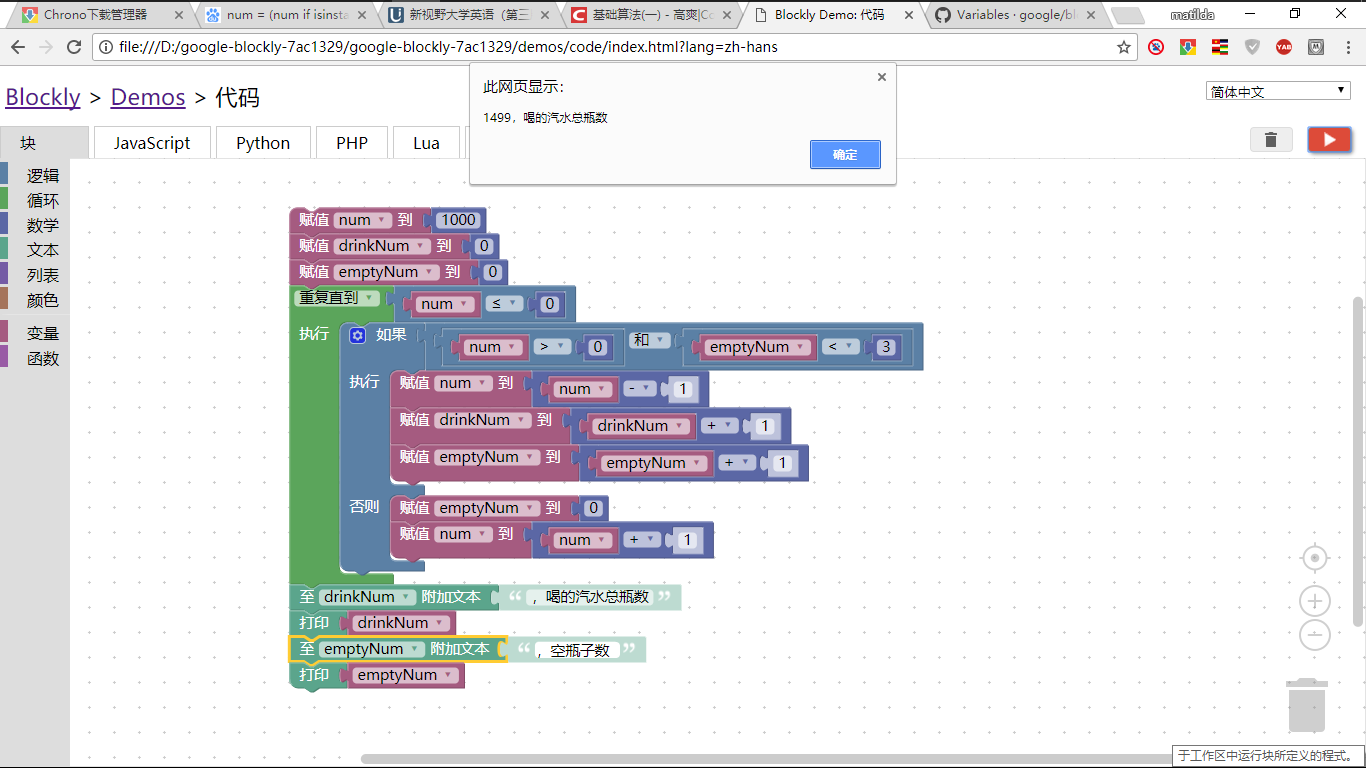 Chrono下载管理器
num = (num if isinsta
新视野大学英语（第三
基础算法(一) - 高爽|Co
Blockly Demo: 代码
Variables · google/bl
matilda
file:///D:/google-blockly-7ac1329/google-blockly-7ac1329/demos/code/index.html?lang=zh-hans
此网页显示：
1499，喝的汽水总瓶数
确定
Blockly > Demos > 代码
简体中文
块
JavaScript
Python
PHP
Lua
逻辑
循环
数学
文本
列表
颜色
变量
函数
赋值 num 到 1000
赋值 drinkNum 到 0
赋值 emptyNum 到 0
重复直到 num ≤ 0
执行 如果 num > 0 和 emptyNum < 3
执行 赋值 num 到 num - 1
赋值 drinkNum 到 drinkNum + 1
赋值 emptyNum 到 emptyNum + 1
否则 赋值 emptyNum 到 0
赋值 num 到 num + 1
至 drinkNum 附加文本 “ ，喝的汽水总瓶数 ”
打印 drinkNum
至 emptyNum 附加文本 “ ，空瓶子数 ”
打印 emptyNum
于工作区中运行块所定义的程式。